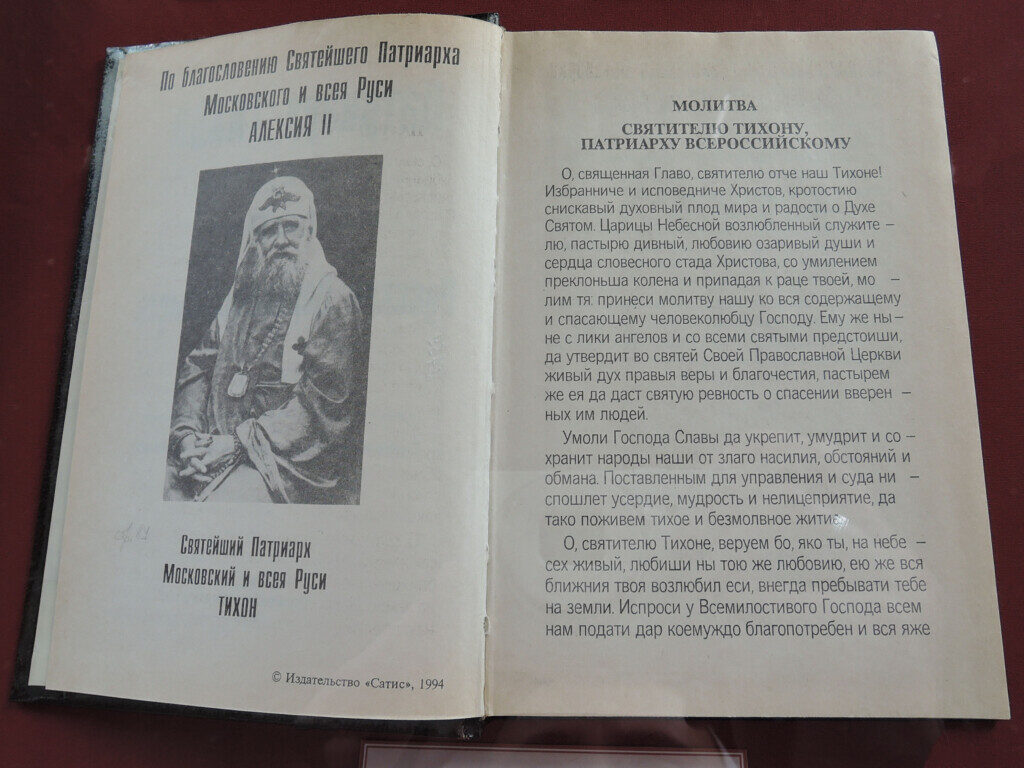 По благословению Святейшего Патриарха
Московского и всея Руси
АЛЕКСИЯ II
Святейший Патриарх
Московский и всея Руси
ТИХОН
© Издательство «Сатис», 1994
МОЛИТВА
СВЯТИТЕЛЮ ТИХОНУ,
ПАТРИАРХУ ВСЕРОССИЙСКОМУ
О, священная Главо, святителю отче наш Тихоне!
Избранниче и исповедниче Христов, кротостию
снискавый духовный плод мира и радости о Дусе
Святом. Царицы Небесной возлюбленный служите –
лю, пастырю дивный, любовию озаривый души и
сердца словесного стада Христова, со умилением
преклоньша колена и припадая к раце твоей, мо –
лим тя: принеси молитву нашу ко вся содержащему
и спасающему человеколюбцу Господу. Ему же ны –
не с лики ангелов и со всеми святыми предстоиши,
да утвердит во святей Своей Православной Церкви
живый дух правыя веры и благочестия, пастырем
же ея да даст святую ревность о спасении вверен –
ных им людей.
Умоли Господа Славы да укрепит, умудрит и со –
хранит народы наши от злаго насилия, обстояний и
обмана. Поставленным для управления и суда ни –
спошлет усердие, мудрость и нелицеприятие, да
тако поживем тихое и безмолвное житие.
О, святителю Тихоне, веруем бо, яко ты, на небе –
сех живый, любиши ны тою же любовию, ею же вся
ближния твоя возлюбил еси, внегда пребывати тебе
на земли. Испроси у Всемилостивого Господа всем
нам подати дар коемуждо благопотребен и вся яже